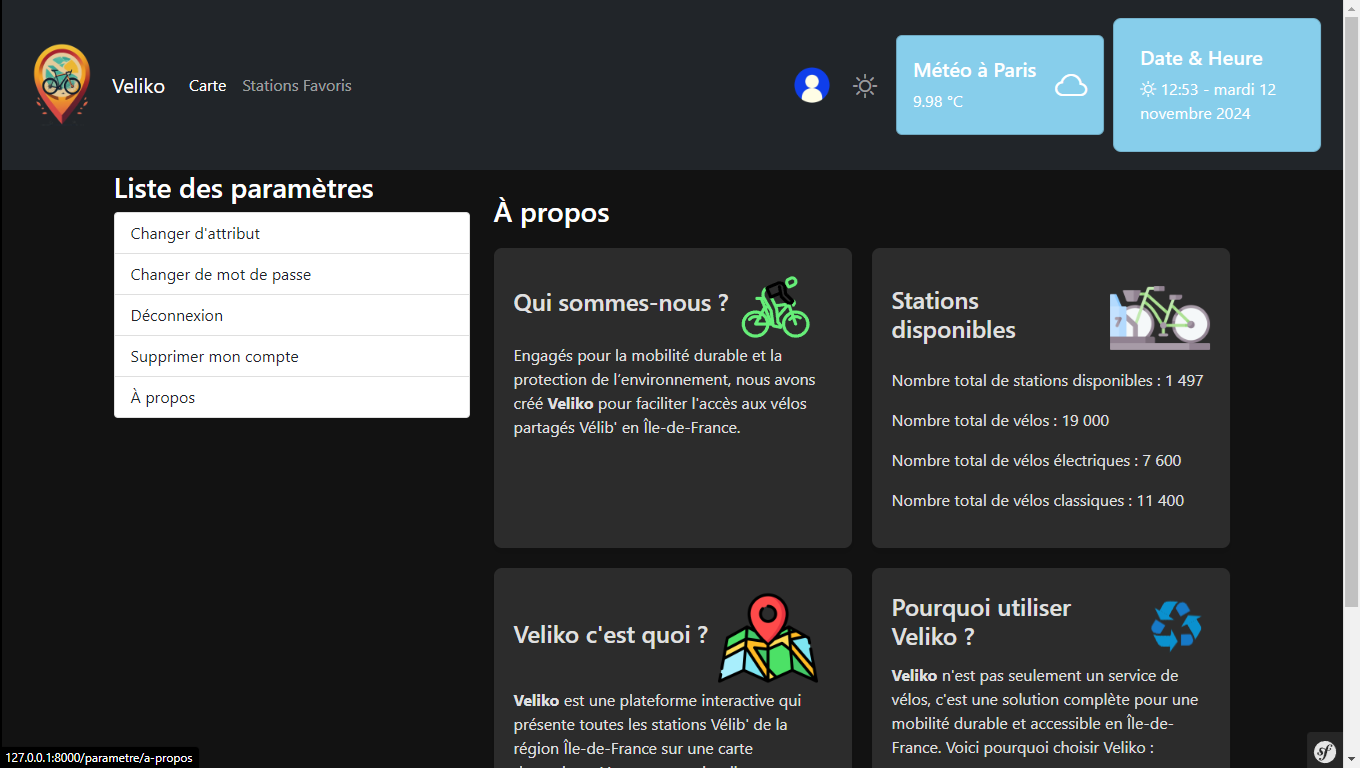 Veliko
Carte
Stations Favoris
Météo à Paris
9.98 °C
Date & Heure
12:53 - mardi 12
novembre 2024
Liste des paramètres
Changer d'attribut
Changer de mot de passe
Déconnexion
Supprimer mon compte
À propos
À propos
Qui sommes-nous ?
Engagés pour la mobilité durable et la
protection de l’environnement, nous avons
créé Veliko pour faciliter l'accès aux vélos
partagés Vélib' en Île-de-France.
Stations
disponibles
7
Nombre total de stations disponibles : 1 497
Nombre total de vélos : 19 000
Nombre total de vélos électriques : 7 600
Nombre total de vélos classiques : 11 400
Veliko c'est quoi ?
Veliko est une plateforme interactive qui
présente toutes les stations Vélib' de la
région Île-de-France sur une carte
Pourquoi utiliser
Veliko ?
Veliko n'est pas seulement un service de
vélos, c'est une solution complète pour une
mobilité durable et accessible en Île-de-
France. Voici pourquoi choisir Veliko :
127.0.0.1:8000/parametre/a-propos
sf